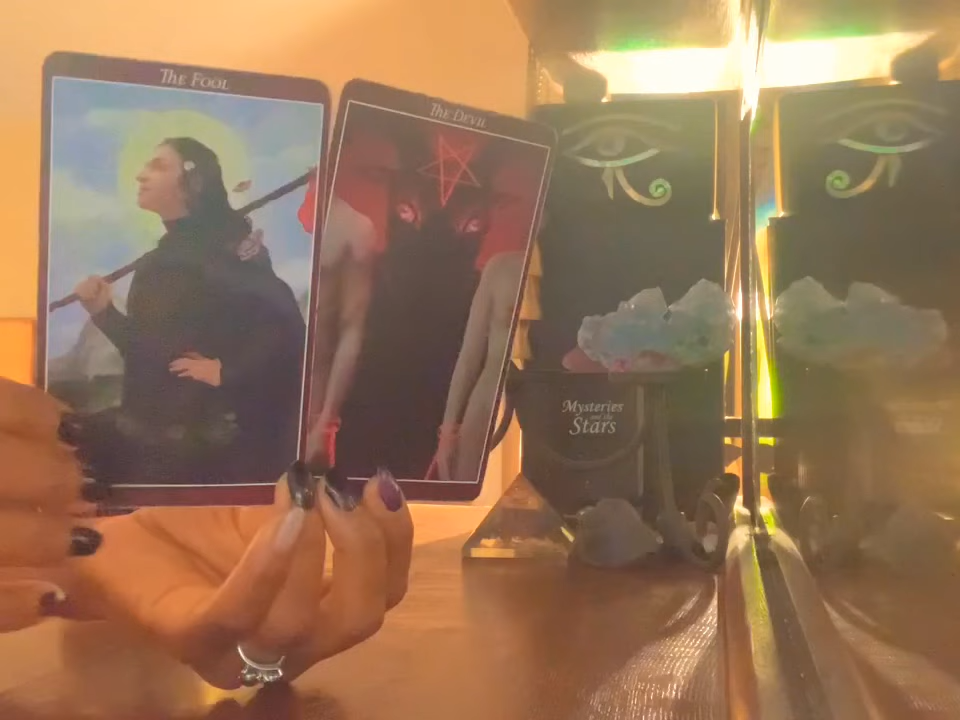 The Fool
The Devil
Mysteries
and the
Stars